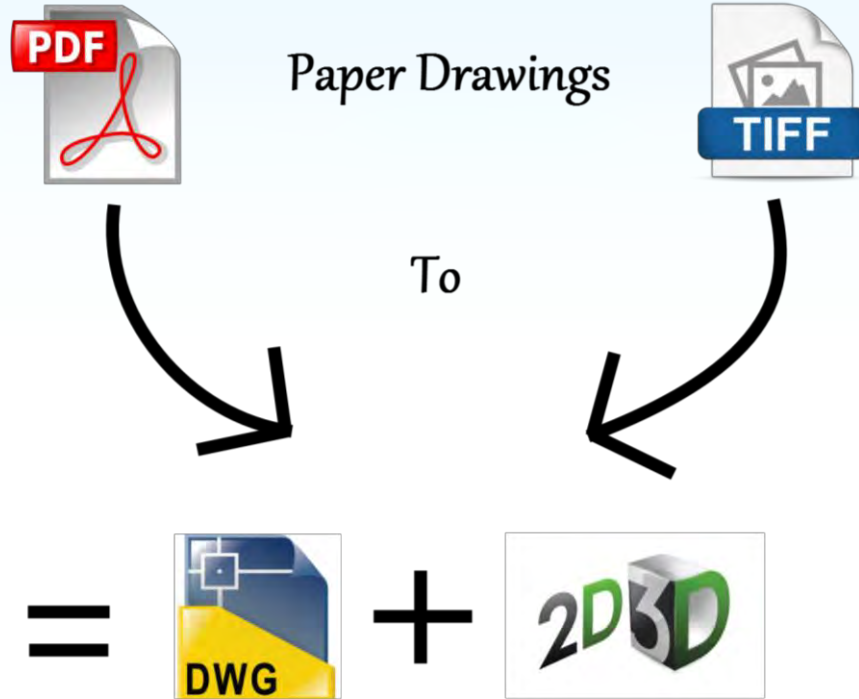 PDF
Paper Drawings
TIFF
To
= DWG + 2D3D